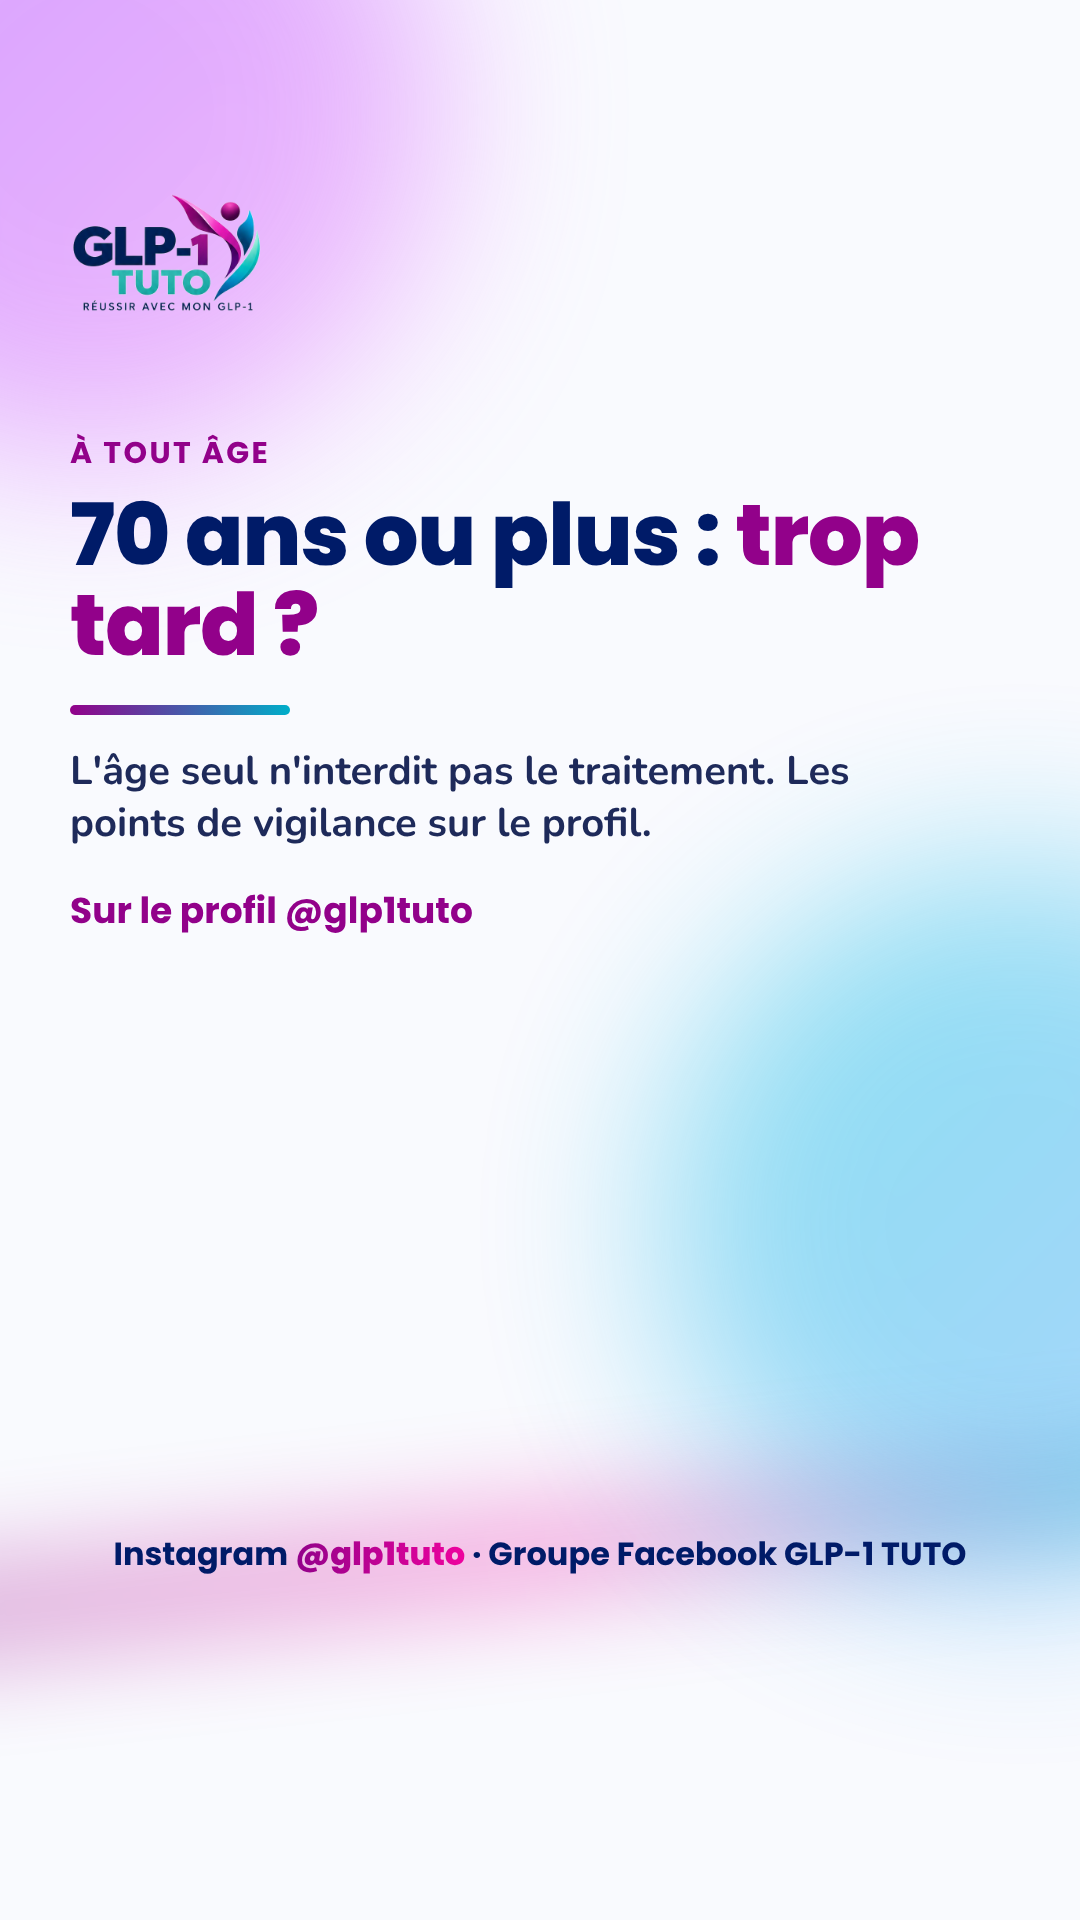 GLP-1
TUTO
RÉUSSIR AVEC MON GLP-1
À TOUT ÂGE
70 ans ou plus : trop
tard ?
L'âge seul n'interdit pas le traitement. Les
points de vigilance sur le profil.
Sur le profil @glp1tuto
Instagram @glp1tuto · Groupe Facebook GLP-1 TUTO